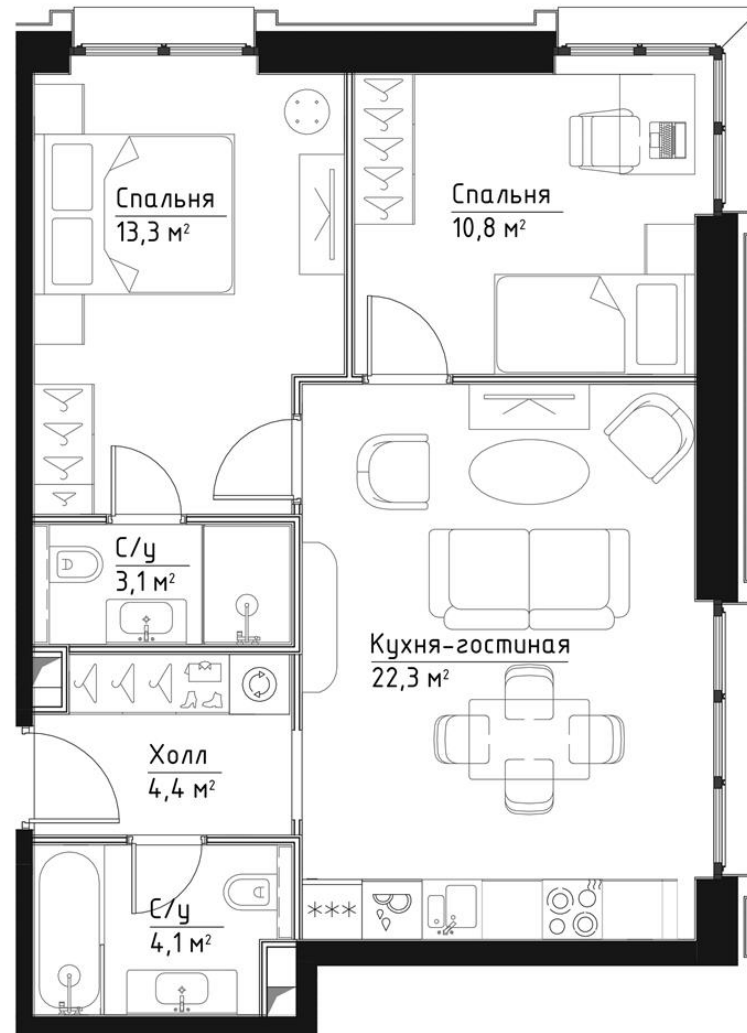 Спальня
13,3 м²
Спальня
10,8 м²
С/у
3,1 м²
Кухня-гостиная
22,3 м²
Холл
4,4 м²
С/у
4,1 м²
***